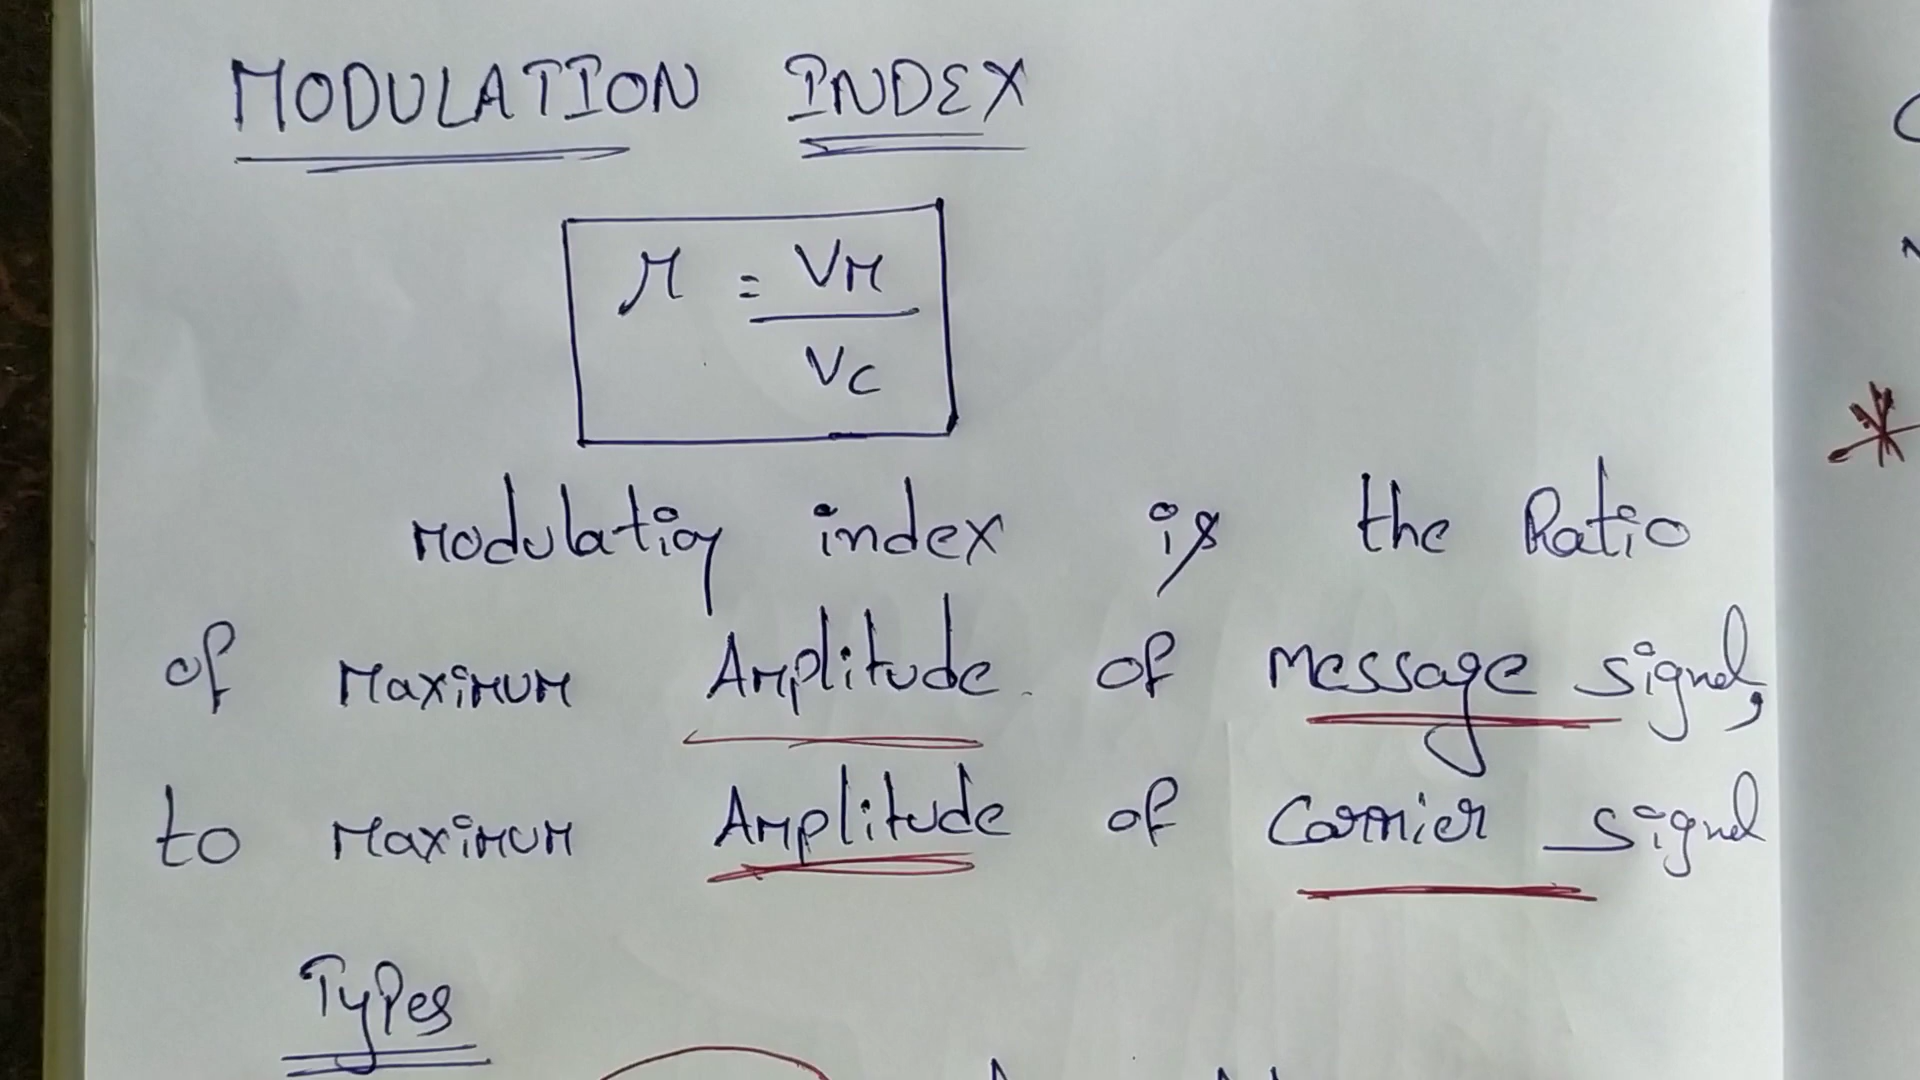 MODULATION INDEX
μ = VM
VC
Modulation index is the Ratio
of Maximum Amplitude of Message signal,
to Maximum Amplitude of Carrier signal
Types